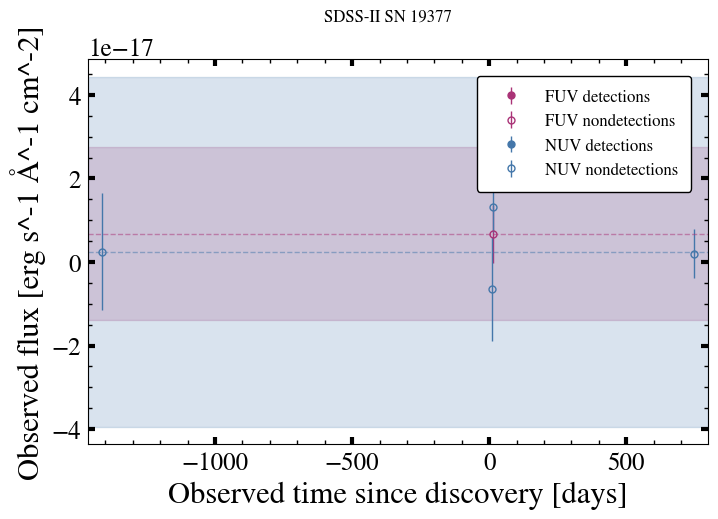 SDSS-II SN 19377
1e−17
FUV detections
FUV nondetections
NUV detections
NUV nondetections
4
2
0
−2
−4
Observed flux [erg s^-1 Å^-1 cm^-2]
−1000
−500
0
500
Observed time since discovery [days]